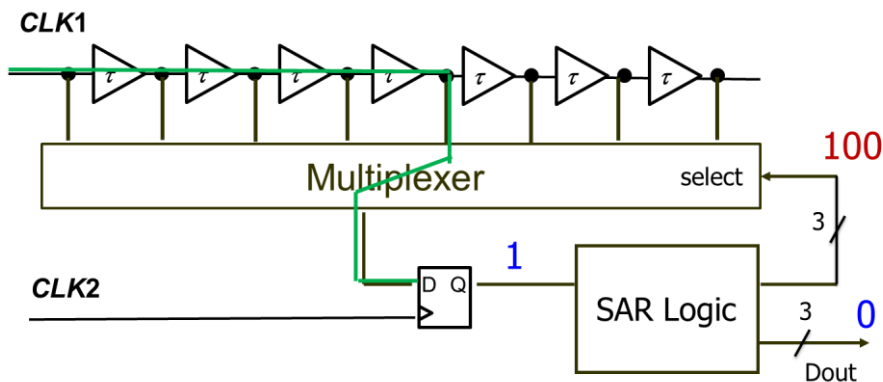 CLK1
τ τ τ τ τ τ τ
100
Multiplexer
select
3
1
D Q
CLK2
SAR Logic
3
0
Dout